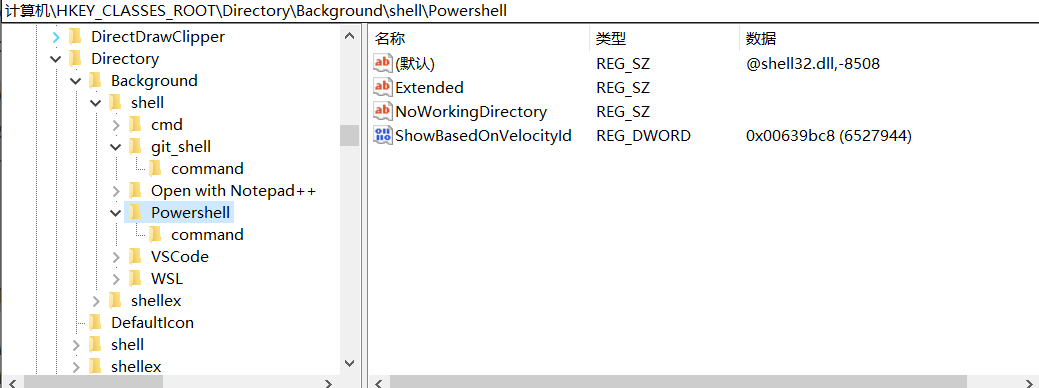 计算机\HKEY_CLASSES_ROOT\Directory\Background\shell\Powershell
DirectDrawClipper
Directory
Background
shell
cmd
git_shell
command
Open with Notepad++
Powershell
command
VSCode
WSL
shellex
DefaultIcon
shell
shellex
名称 类型 数据
(默认) REG_SZ @shell32.dll,-8508
Extended REG_SZ
NoWorkingDirectory REG_SZ
ShowBasedOnVelocityId REG_DWORD 0x00639bc8 (6527944)